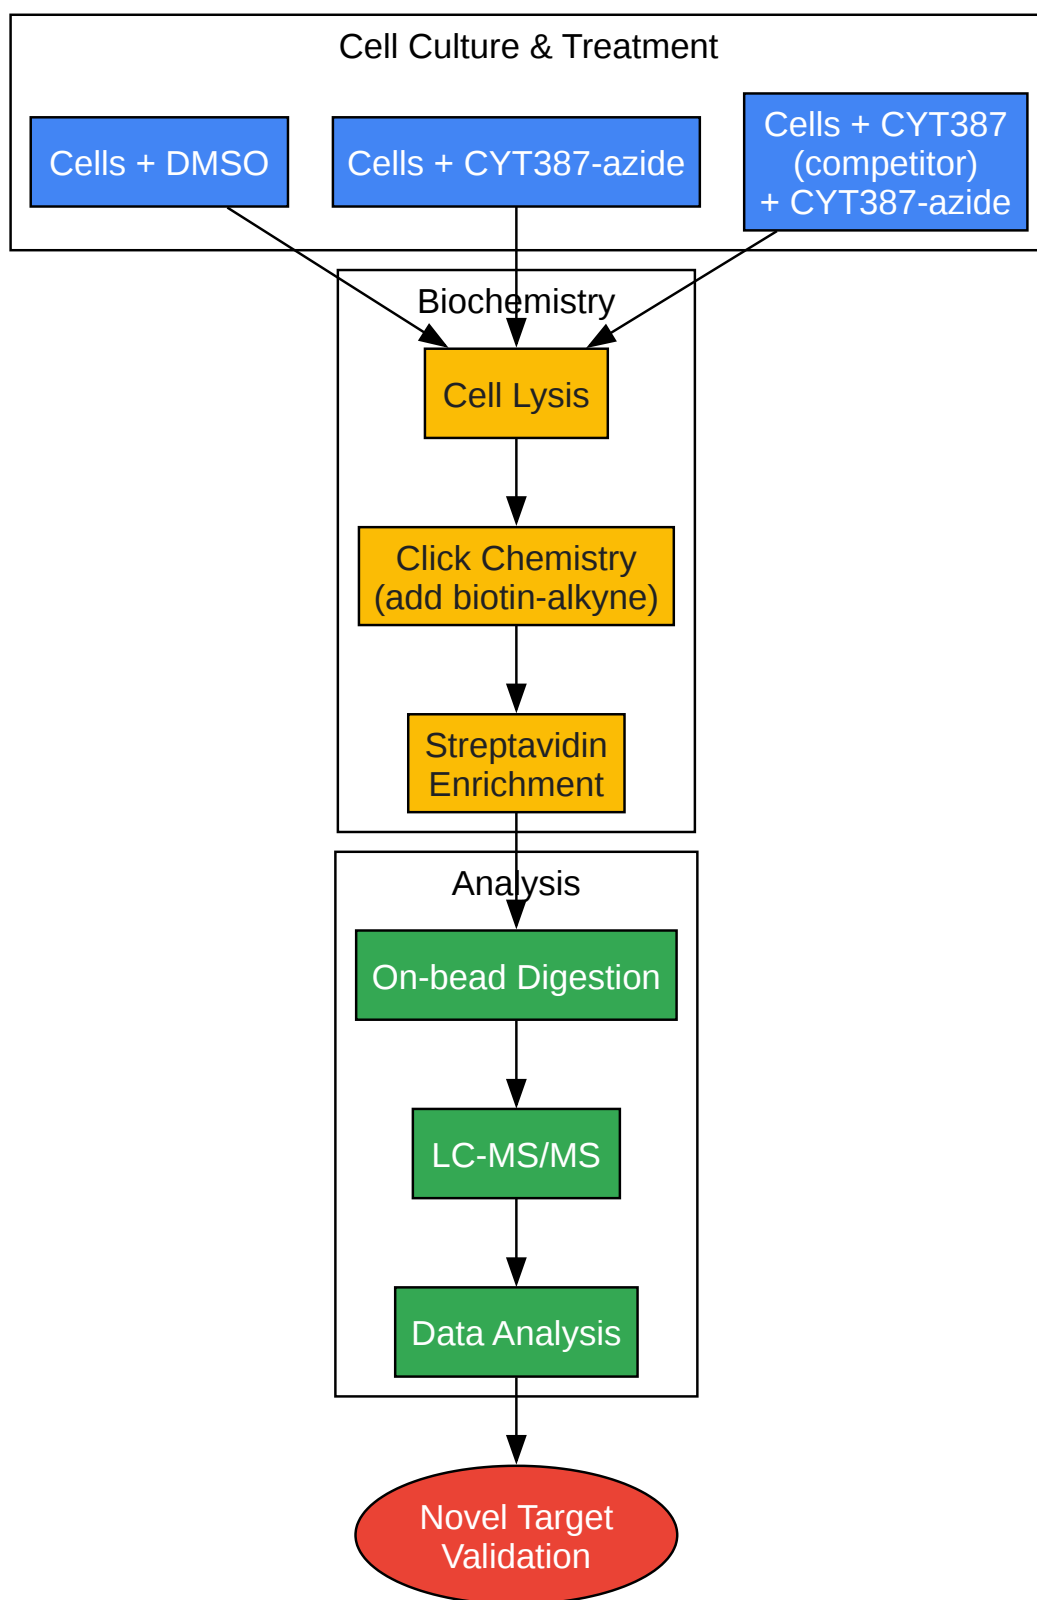 Cell Culture & Treatment
Cells + DMSO
Cells + CYT387-azide
Cells + CYT387
(competitor)
+ CYT387-azide
Biochemistry
Cell Lysis
Click Chemistry
(add biotin-alkyne)
Streptavidin
Enrichment
Analysis
On-bead Digestion
LC-MS/MS
Data Analysis
Novel Target
Validation